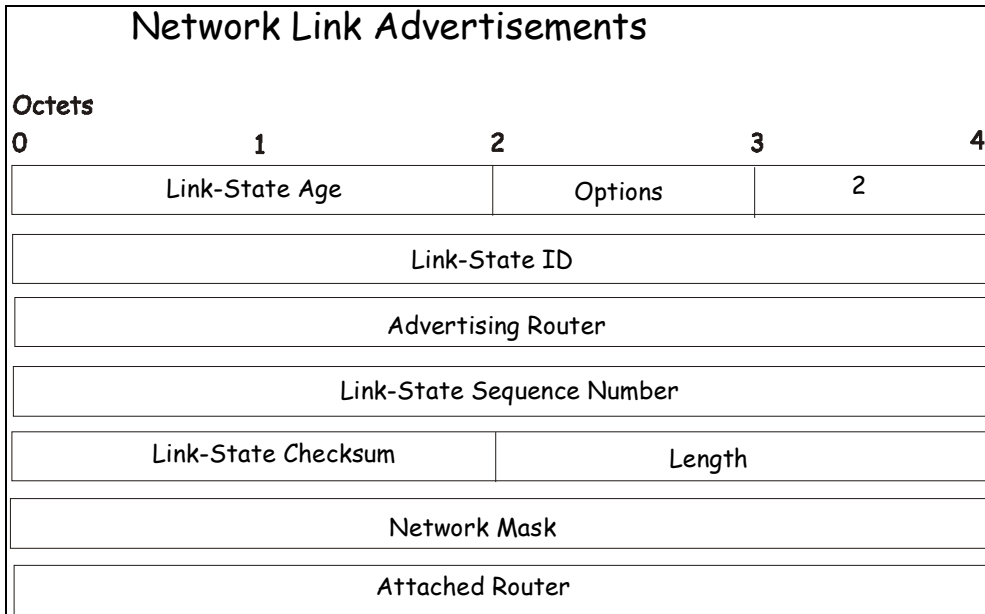 Network Link Advertisements
Octets
0 1 2 3 4
Link-State Age Options 2
Link-State ID
Advertising Router
Link-State Sequence Number
Link-State Checksum Length
Network Mask
Attached Router